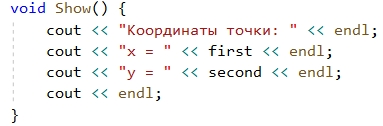 void Show() {
cout << "Координаты точки: " << endl;
cout << "x = " << first << endl;
cout << "y = " << second << endl;
cout << endl;
}